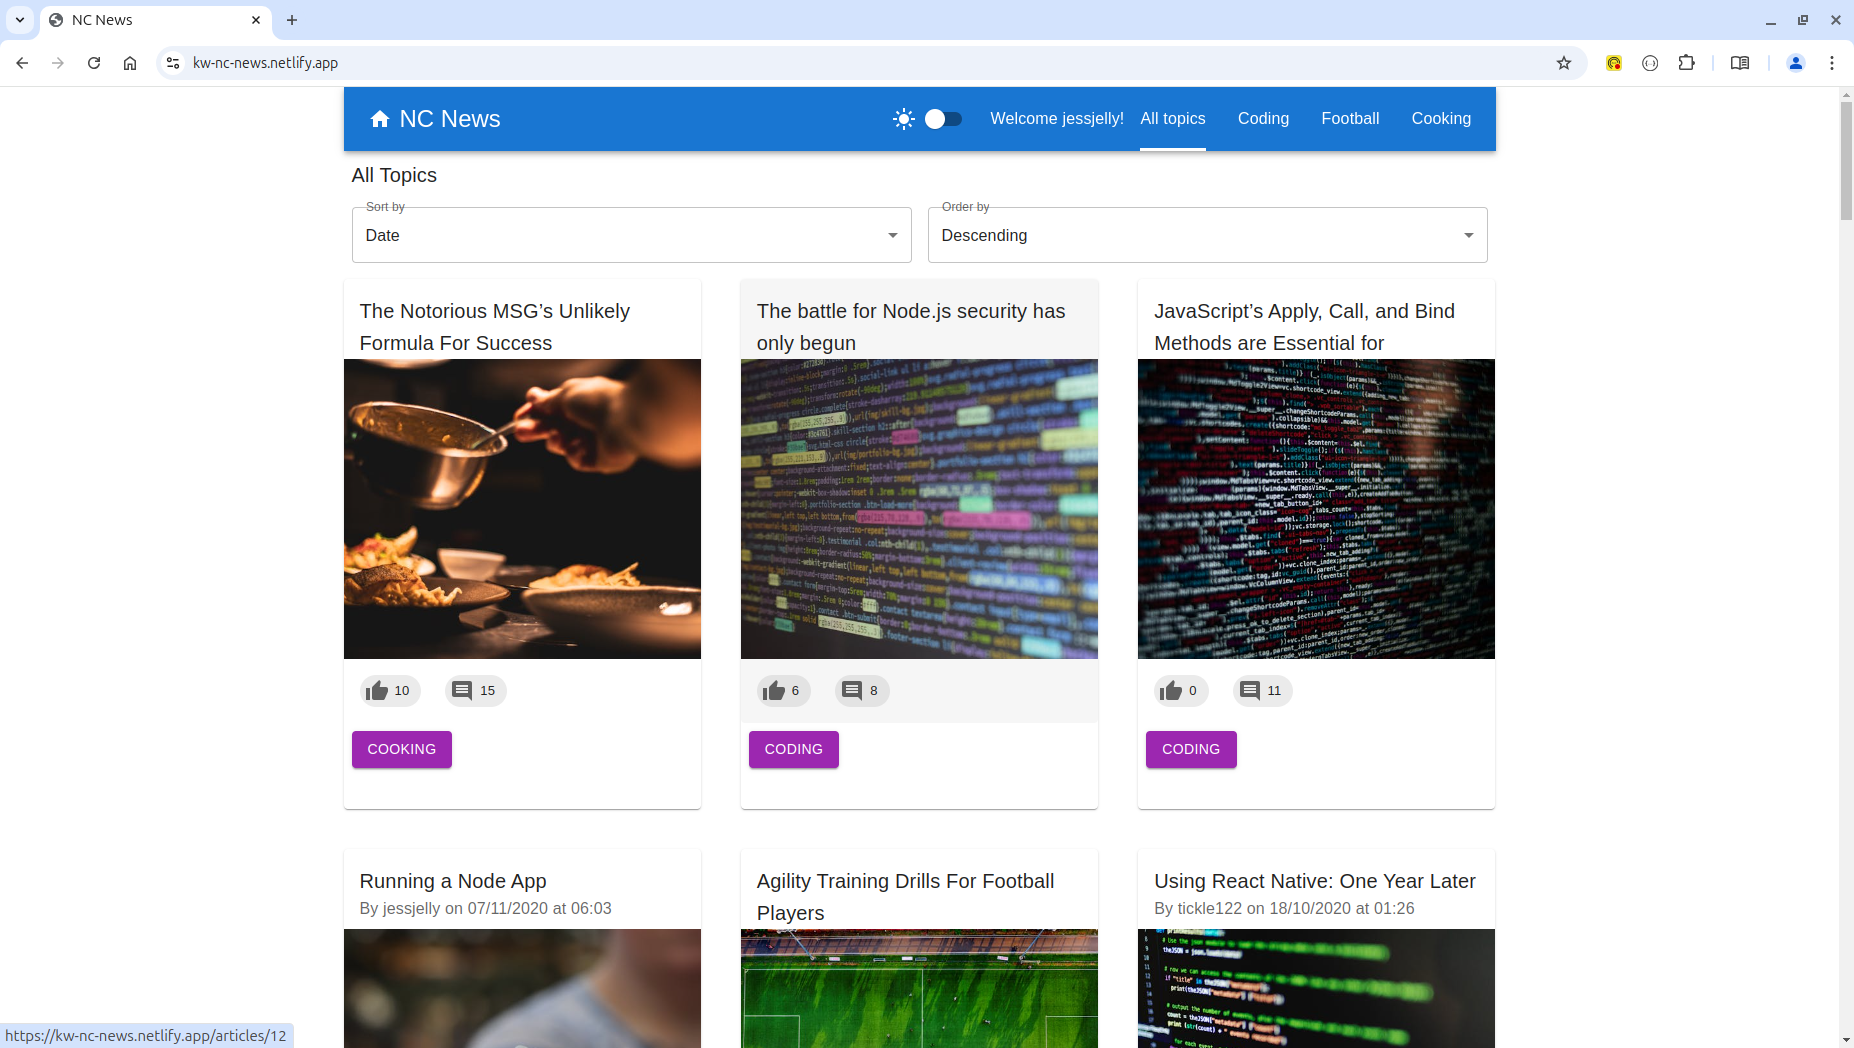 NC News
kw-nc-news.netlify.app
NC News
Welcome jessjelly!
All topics
Coding
Football
Cooking
All Topics
Sort by
Date
Order by
Descending
The Notorious MSG’s Unlikely
Formula For Success
10
15
COOKING
The battle for Node.js security has
only begun
6
8
CODING
JavaScript’s Apply, Call, and Bind
Methods are Essential for
0
11
CODING
Running a Node App
By jessjelly on 07/11/2020 at 06:03
Agility Training Drills For Football
Players
Using React Native: One Year Later
By tickle122 on 18/10/2020 at 01:26
https://kw-nc-news.netlify.app/articles/12